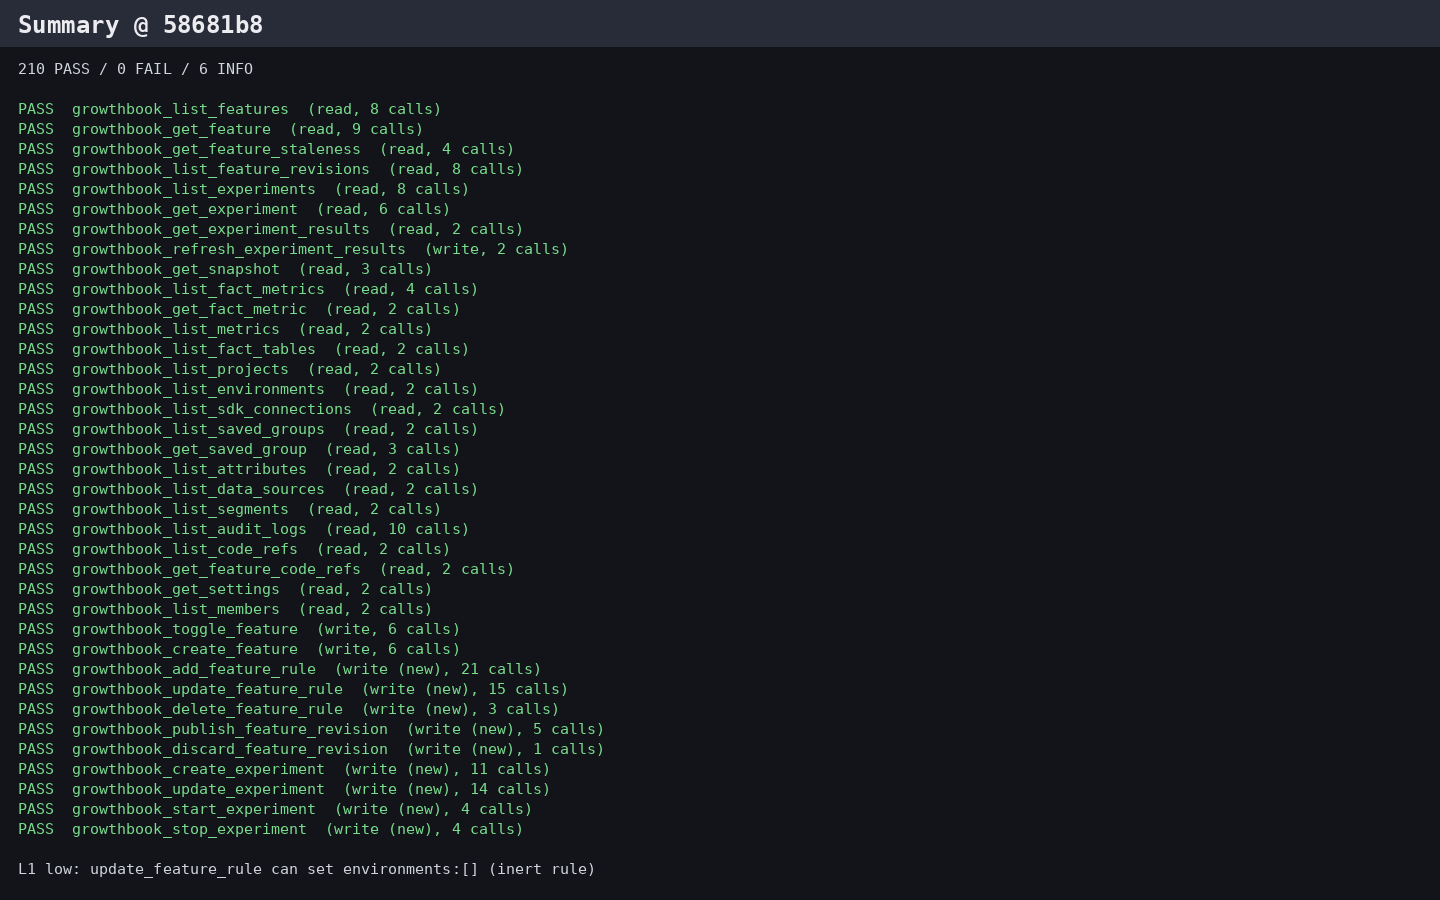 Summary @ 58681b8
210 PASS / 0 FAIL / 6 INFO
PASS  growthbook_list_features  (read, 8 calls)
PASS  growthbook_get_feature  (read, 9 calls)
PASS  growthbook_get_feature_staleness  (read, 4 calls)
PASS  growthbook_list_feature_revisions  (read, 8 calls)
PASS  growthbook_list_experiments  (read, 8 calls)
PASS  growthbook_get_experiment  (read, 6 calls)
PASS  growthbook_get_experiment_results  (read, 2 calls)
PASS  growthbook_refresh_experiment_results  (write, 2 calls)
PASS  growthbook_get_snapshot  (read, 3 calls)
PASS  growthbook_list_fact_metrics  (read, 4 calls)
PASS  growthbook_get_fact_metric  (read, 2 calls)
PASS  growthbook_list_metrics  (read, 2 calls)
PASS  growthbook_list_fact_tables  (read, 2 calls)
PASS  growthbook_list_projects  (read, 2 calls)
PASS  growthbook_list_environments  (read, 2 calls)
PASS  growthbook_list_sdk_connections  (read, 2 calls)
PASS  growthbook_list_saved_groups  (read, 2 calls)
PASS  growthbook_get_saved_group  (read, 3 calls)
PASS  growthbook_list_attributes  (read, 2 calls)
PASS  growthbook_list_data_sources  (read, 2 calls)
PASS  growthbook_list_segments  (read, 2 calls)
PASS  growthbook_list_audit_logs  (read, 10 calls)
PASS  growthbook_list_code_refs  (read, 2 calls)
PASS  growthbook_get_feature_code_refs  (read, 2 calls)
PASS  growthbook_get_settings  (read, 2 calls)
PASS  growthbook_list_members  (read, 2 calls)
PASS  growthbook_toggle_feature  (write, 6 calls)
PASS  growthbook_create_feature  (write, 6 calls)
PASS  growthbook_add_feature_rule  (write (new), 21 calls)
PASS  growthbook_update_feature_rule  (write (new), 15 calls)
PASS  growthbook_delete_feature_rule  (write (new), 3 calls)
PASS  growthbook_publish_feature_revision  (write (new), 5 calls)
PASS  growthbook_discard_feature_revision  (write (new), 1 calls)
PASS  growthbook_create_experiment  (write (new), 11 calls)
PASS  growthbook_update_experiment  (write (new), 14 calls)
PASS  growthbook_start_experiment  (write (new), 4 calls)
PASS  growthbook_stop_experiment  (write (new), 4 calls)
L1 low: update_feature_rule can set environments:[] (inert rule)